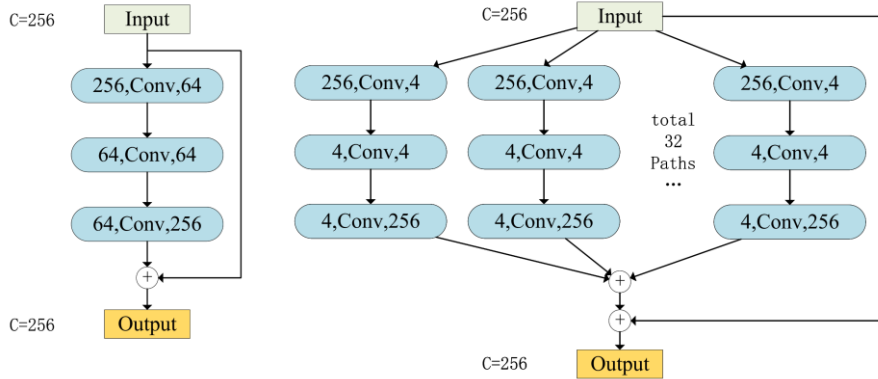 C=256
Input
256,Conv,64
64,Conv,64
64,Conv,256
+
C=256
Output
C=256
Input
256,Conv,4
256,Conv,4
256,Conv,4
4,Conv,4
4,Conv,4
total
32
Paths
...
4,Conv,4
4,Conv,256
4,Conv,256
4,Conv,256
+
+
C=256
Output